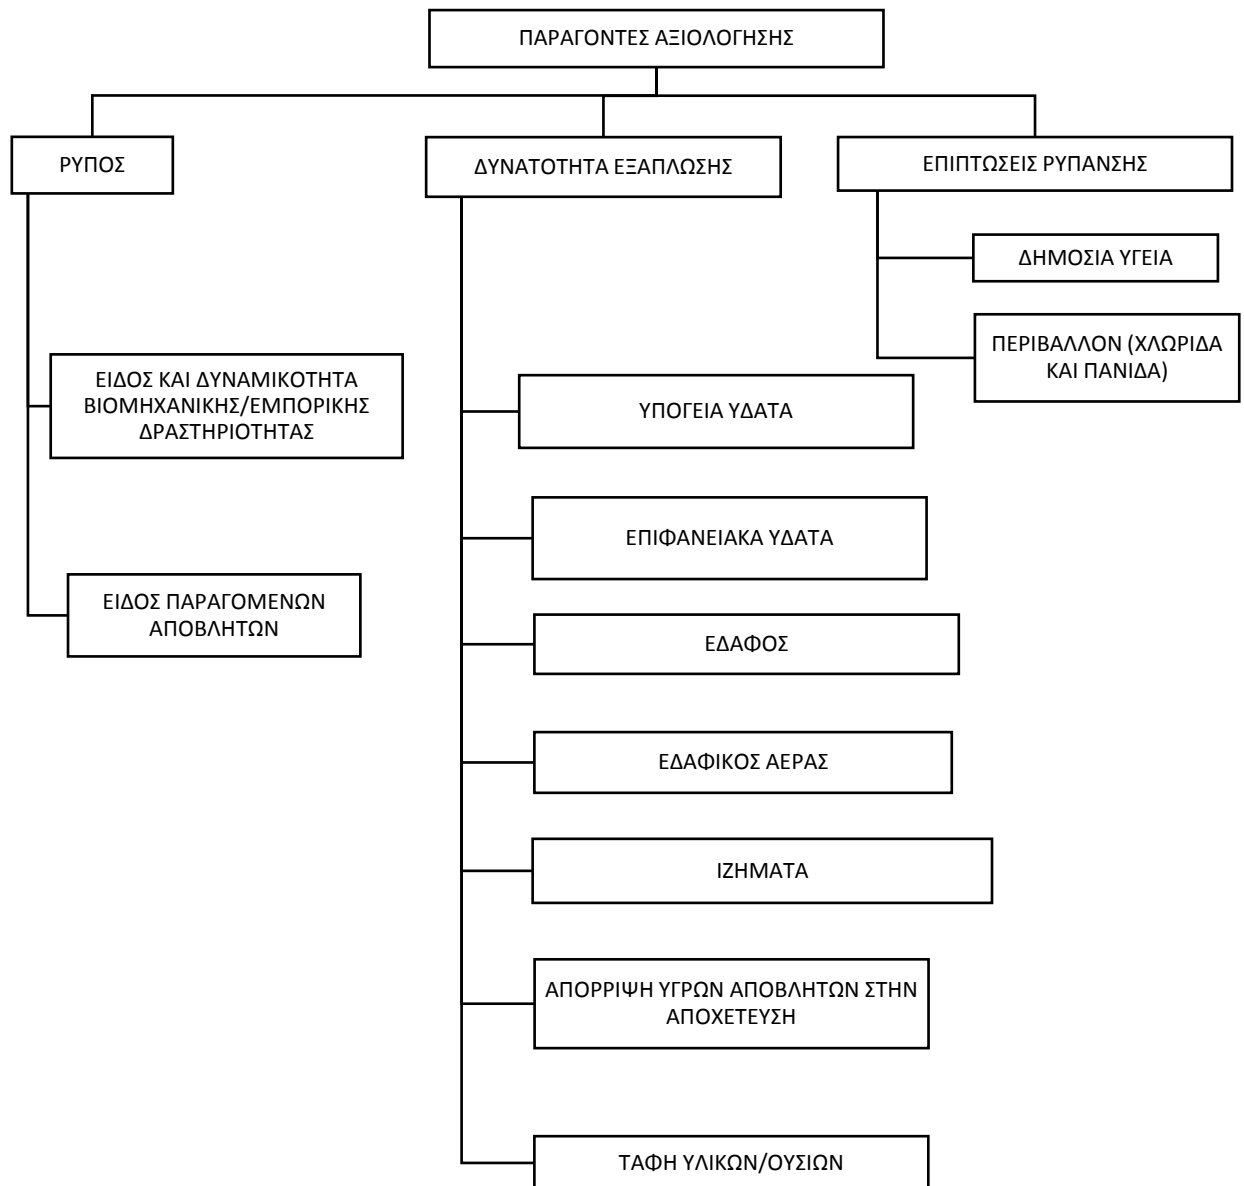 ΠΑΡΑΓΟΝΤΕΣ ΑΞΙΟΛΟΓΗΣΗΣ
ΡΥΠΟΣ
ΕΙΔΟΣ ΚΑΙ ΔΥΝΑΜΙΚΟΤΗΤΑ
ΒΙΟΜΗΧΑΝΙΚΗΣ/ΕΜΠΟΡΙΚΗΣ
ΔΡΑΣΤΗΡΙΟΤΗΤΑΣ
ΕΙΔΟΣ ΠΑΡΑΓΟΜΕΝΩΝ
ΑΠΟΒΛΗΤΩΝ
ΔΥΝΑΤΟΤΗΤΑ ΕΞΑΠΛΩΣΗΣ
ΥΠΟΓΕΙΑ ΥΔΑΤΑ
ΕΠΙΦΑΝΕΙΑΚΑ ΥΔΑΤΑ
ΕΔΑΦΟΣ
ΕΔΑΦΙΚΟΣ ΑΕΡΑΣ
ΙΖΗΜΑΤΑ
ΑΠΟΡΡΙΨΗ ΥΓΡΩΝ ΑΠΟΒΛΗΤΩΝ ΣΤΗΝ
ΑΠΟΧΕΤΕΥΣΗ
ΤΑΦΗ ΥΛΙΚΩΝ/ΟΥΣΙΩΝ
ΕΠΙΠΤΩΣΕΙΣ ΡΥΠΑΝΣΗΣ
ΔΗΜΟΣΙΑ ΥΓΕΙΑ
ΠΕΡΙΒΑΛΛΟΝ (ΧΛΩΡΙΔΑ
ΚΑΙ ΠΑΝΙΔΑ)